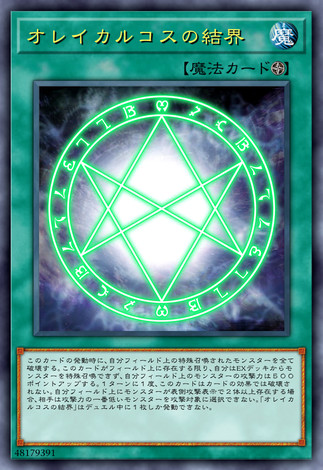 オレイカルコスの結界
魔
【魔法カード】
このカードの発動時に、自分フィールド上の特殊召喚されたモンスターを全て
破壊する。このカードがフィールド上に存在する限り、自分はEXデッキからモ
ンスターを特殊召喚できず、自分フィールド上のモンスターの攻撃力は５００
ポイントアップする。１ターンに１度、このカードはカードの効果では破壊さ
れない。自分フィールド上にモンスターが表側攻撃表示で２体以上存在する場
合、相手は攻撃力の一番低いモンスターを攻撃対象に選択できない。「オレイ
カルコスの結界」はデュエル中に１枚しか発動できない。
48179391